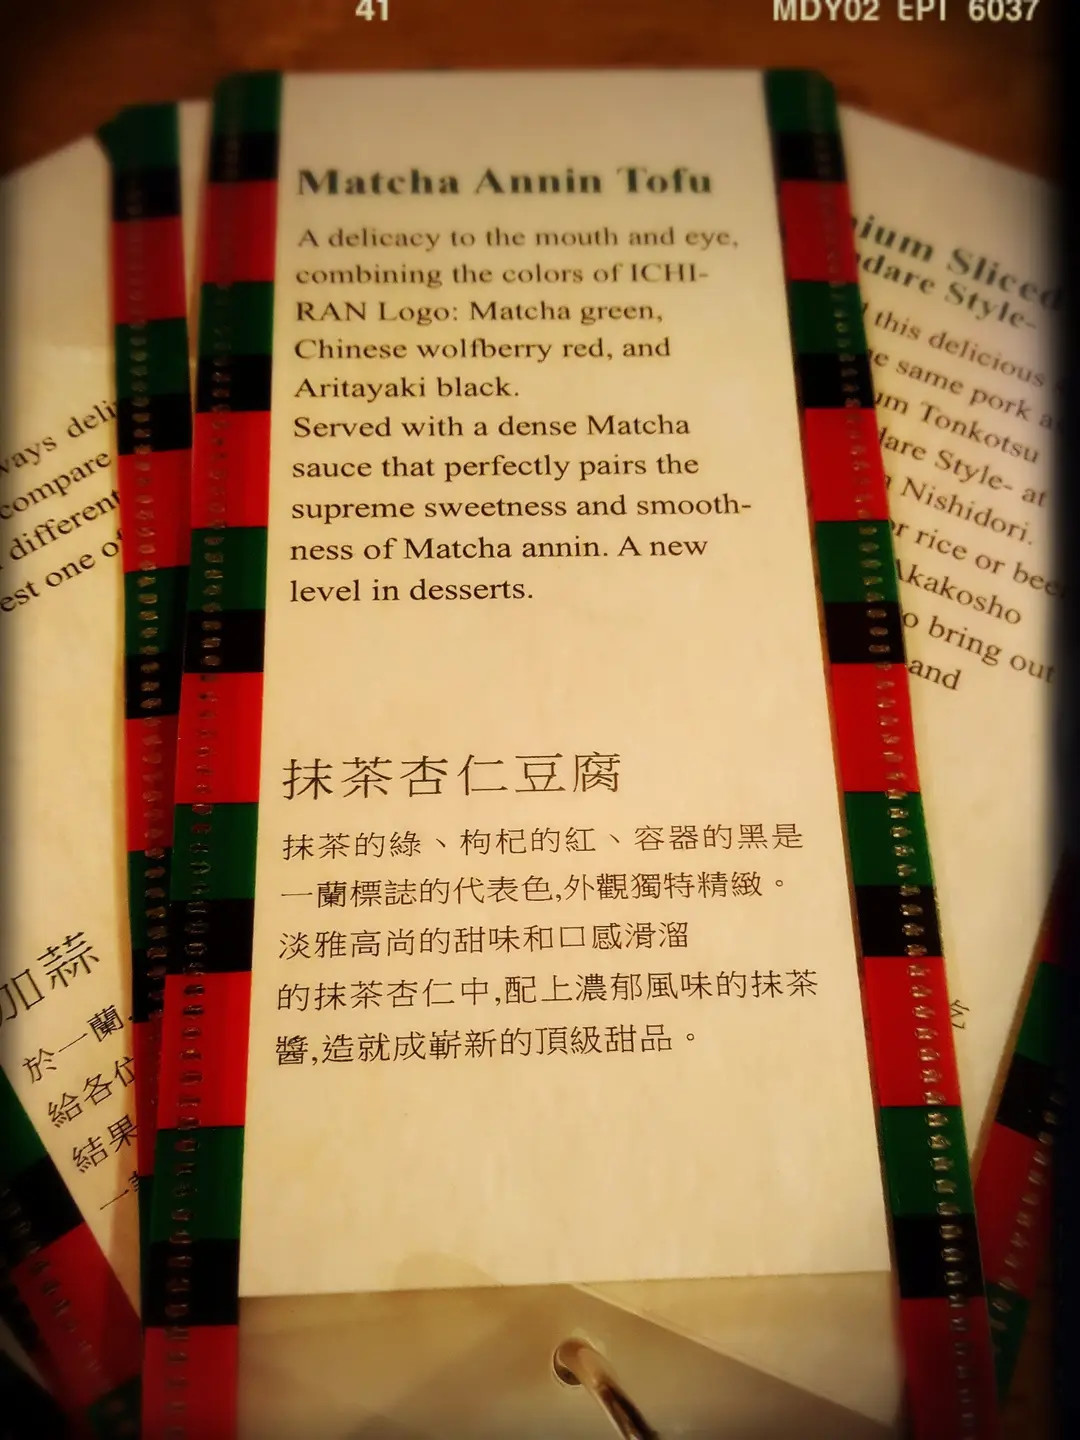 41
MDY02 EPI 6037
Matcha Annin Tofu
A delicacy to the mouth and eye,
combining the colors of ICHI-
RAN Logo: Matcha green,
Chinese wolfberry red, and
Aritayaki black.
Served with a dense Matcha
sauce that perfectly pairs the
supreme sweetness and smooth-
ness of Matcha annin. A new
level in desserts.
抹茶杏仁豆腐
抹茶的綠、枸杞的紅、容器的黑是
一蘭標誌的代表色,外觀獨特精緻。
淡雅高尚的甜味和口感滑溜
的抹茶杏仁中,配上濃郁風味的抹茶
醬,造就成嶄新的頂級甜品。
compare
different
est one of
加蒜
於一蘭
給各位
結果
Sliced
Style-
this delicious
same pork
Tonkotsu
Style- at
Nishidori.
rice or
Akakosho
bring out
and